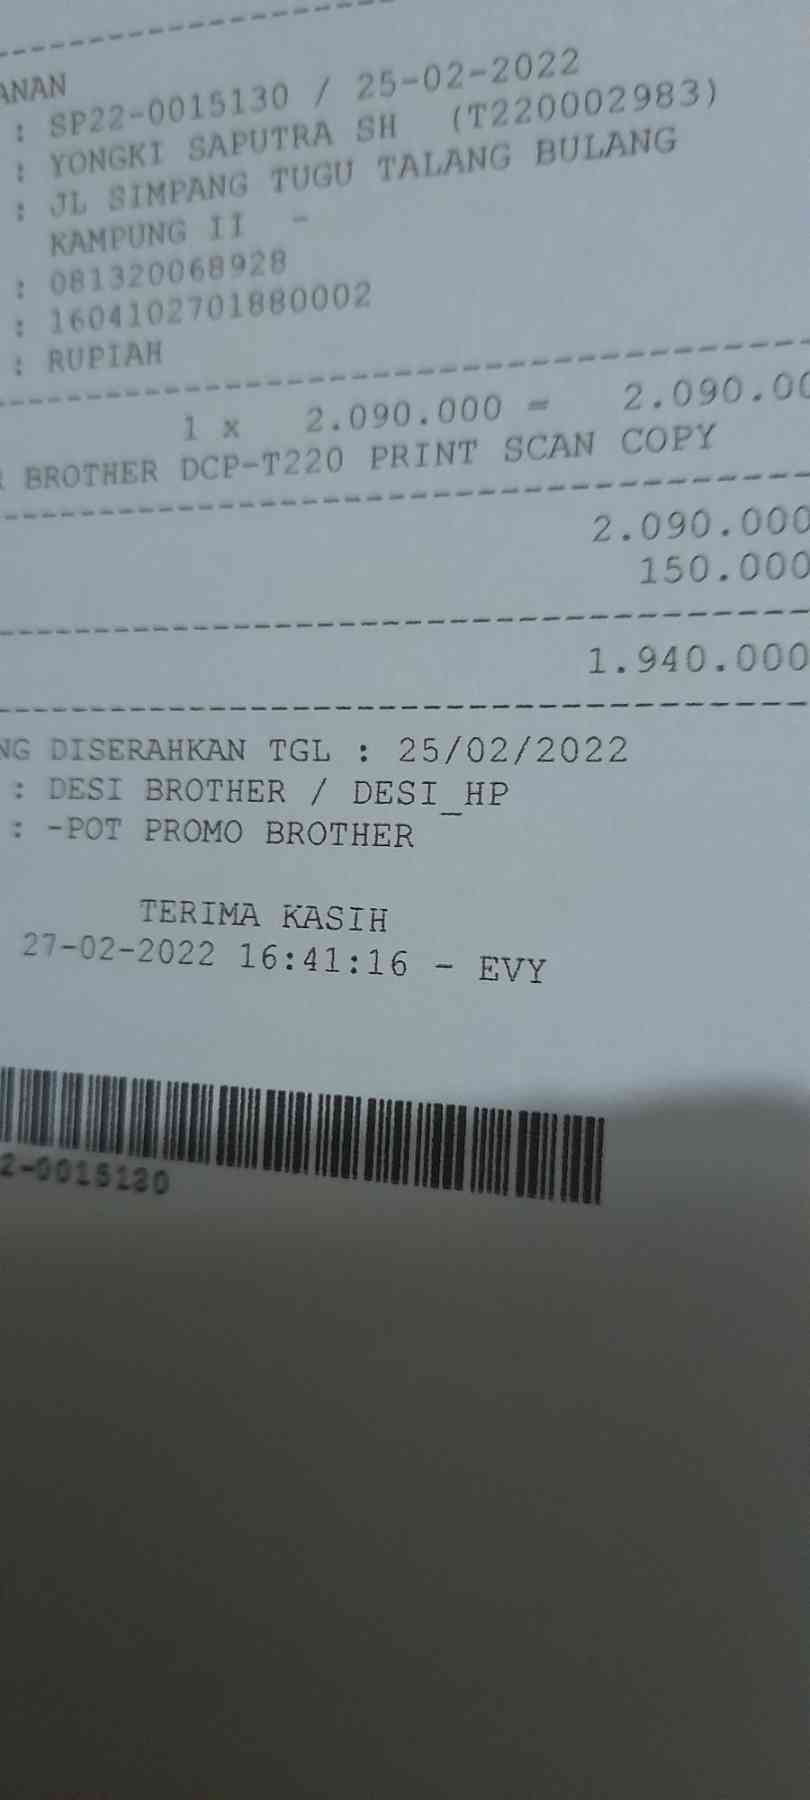 ANAN
: SP22-0015130 / 25-02-2022
: YONGKI SAPUTRA SH (T220002983)
: JL SIMPANG TUGU TALANG BULANG
KAMPUNG II -
: 081320068928
: 1604102701880002
: RUPIAH
1 x 2.090.000 = 2.090.00
R BROTHER DCP-T220 PRINT SCAN COPY
2.090.000
150.000
1.940.000
NG DISERAHKAN TGL : 25/02/2022
: DESI BROTHER / DESI_HP
: -POT PROMO BROTHER
TERIMA KASIH
27-02-2022 16:41:16 - EVY
2-0015130